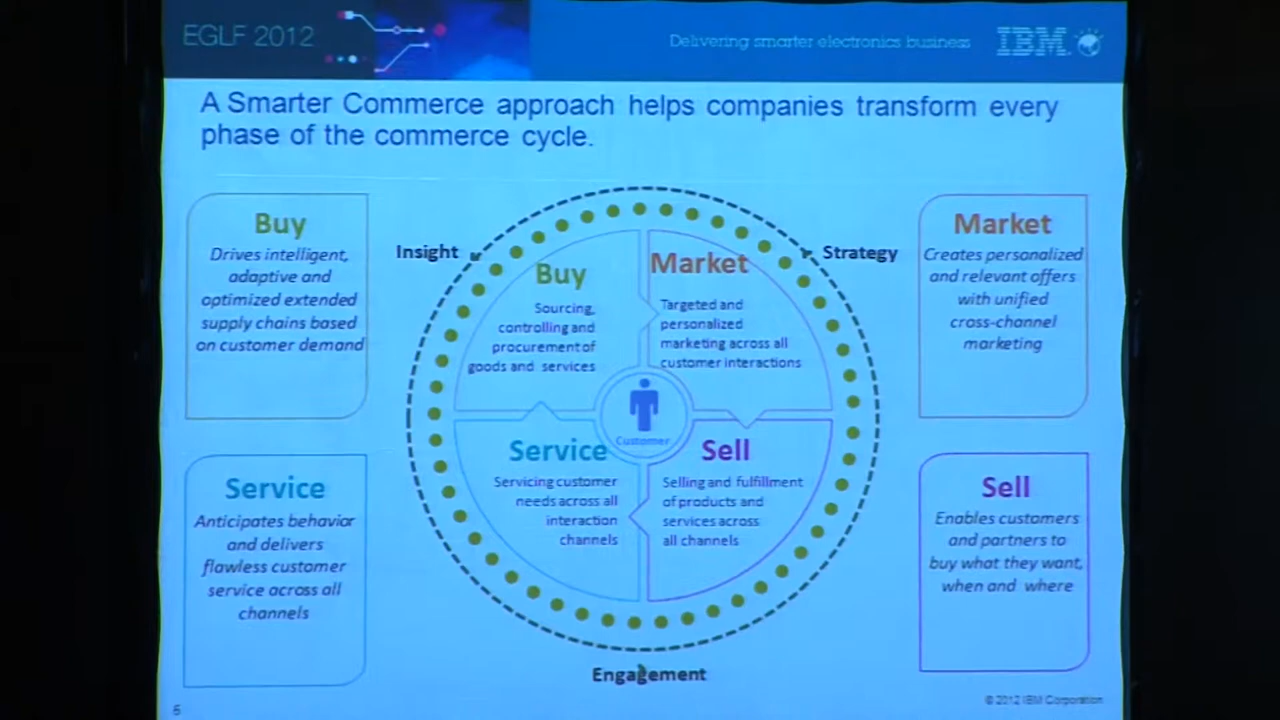 EGLF 2012
Delivering smarter electronics business
IBM
A Smarter Commerce approach helps companies transform every
phase of the commerce cycle.
Buy
Drives intelligent,
adaptive and
optimized extended
supply chains based
on customer demand
Service
Anticipates behavior
and delivers
flawless customer
service across all
channels
Insight
Strategy
Engagement
Buy
Sourcing,
controlling and
procurement of
goods and services
Market
Targeted and
personalized
marketing across all
customer interactions
Customer
Service
Servicing customer
needs across all
interaction
channels
Sell
Selling and fulfillment
of products and
services across
all channels
Market
Creates personalized
and relevant offers
with unified
cross-channel
marketing
Sell
Enables customers
and partners to
buy what they want,
when and where
© 2012 IBM Corporation